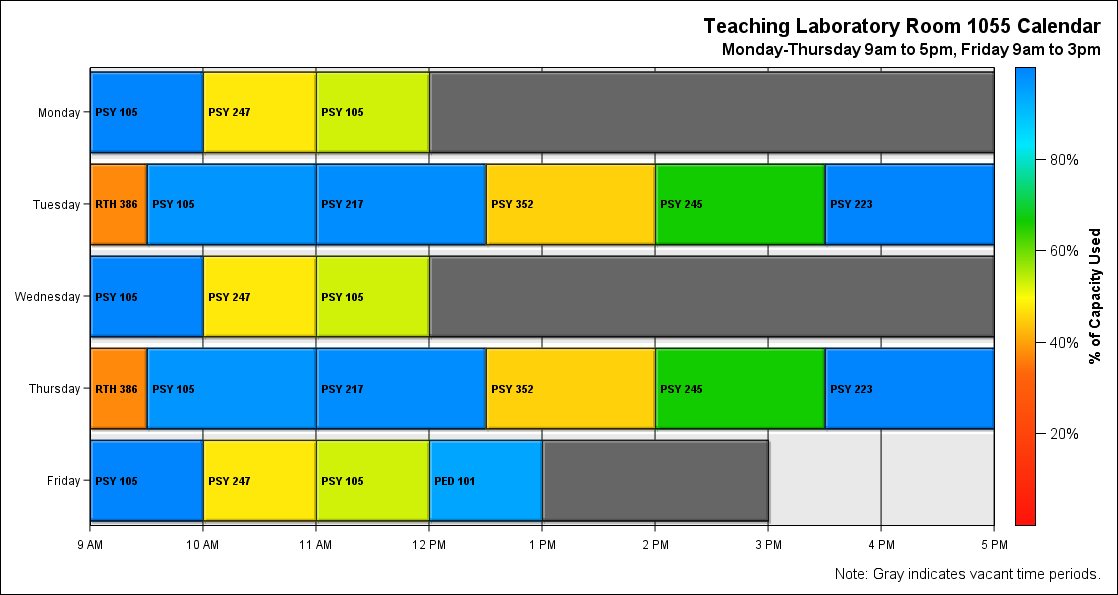 Teaching Laboratory Room 1055 Calendar
Monday-Thursday 9am to 5pm, Friday 9am to 3pm
Monday PSY 105 PSY 247 PSY 105
80%
Tuesday RTH 386 PSY 105 PSY 217 PSY 352 PSY 245 PSY 223
60%
% of Capacity Used
Wednesday PSY 105 PSY 247 PSY 105
40%
Thursday RTH 386 PSY 105 PSY 217 PSY 352 PSY 245 PSY 223
20%
Friday PSY 105 PSY 247 PSY 105 PED 101
9 AM 10 AM 11 AM 12 PM 1 PM 2 PM 3 PM 4 PM 5 PM
Note: Gray indicates vacant time periods.